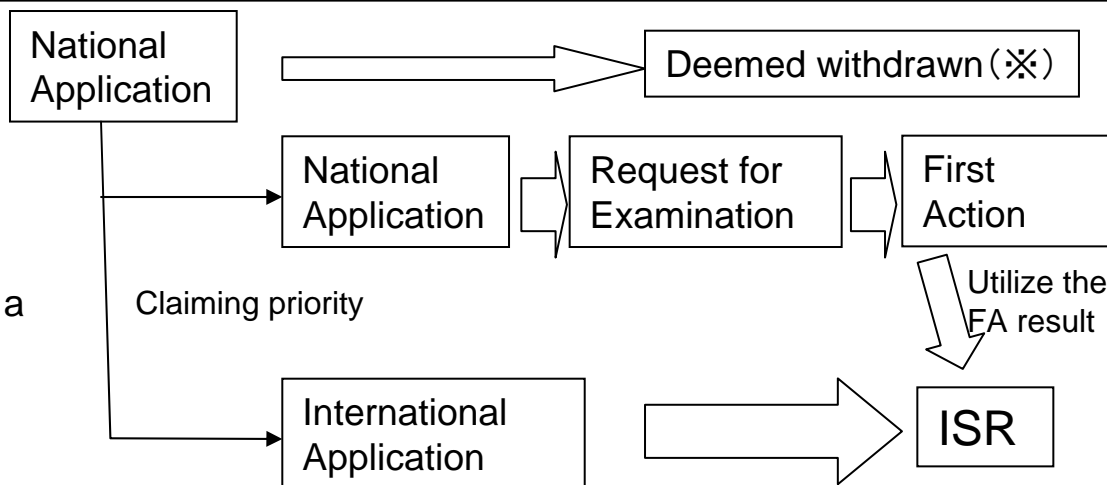 National
Application
Deemed withdrawn（※）
National
Application
Request for
Examination
First
Action
Utilize the
FA result
a
Claiming priority
International
Application
ISR